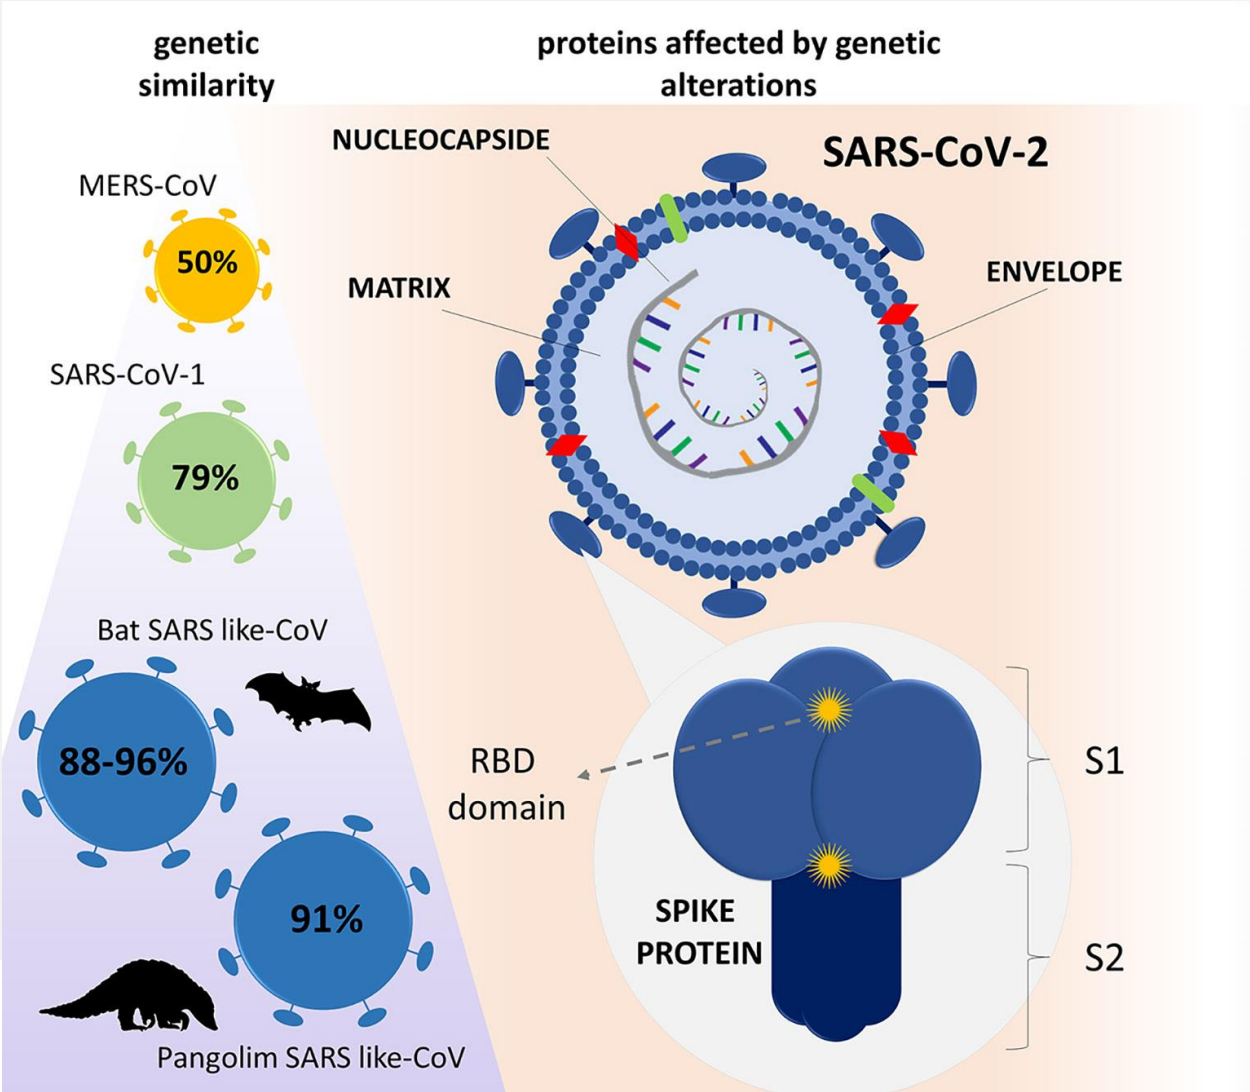 genetic
similarity
proteins affected by genetic
alterations
NUCLEOCAPSIDE
SARS-CoV-2
MERS-CoV
50%
MATRIX
ENVELOPE
SARS-CoV-1
79%
Bat SARS like-CoV
88-96%
RBD
domain
S1
91%
SPIKE
PROTEIN
S2
Pangolim SARS like-CoV